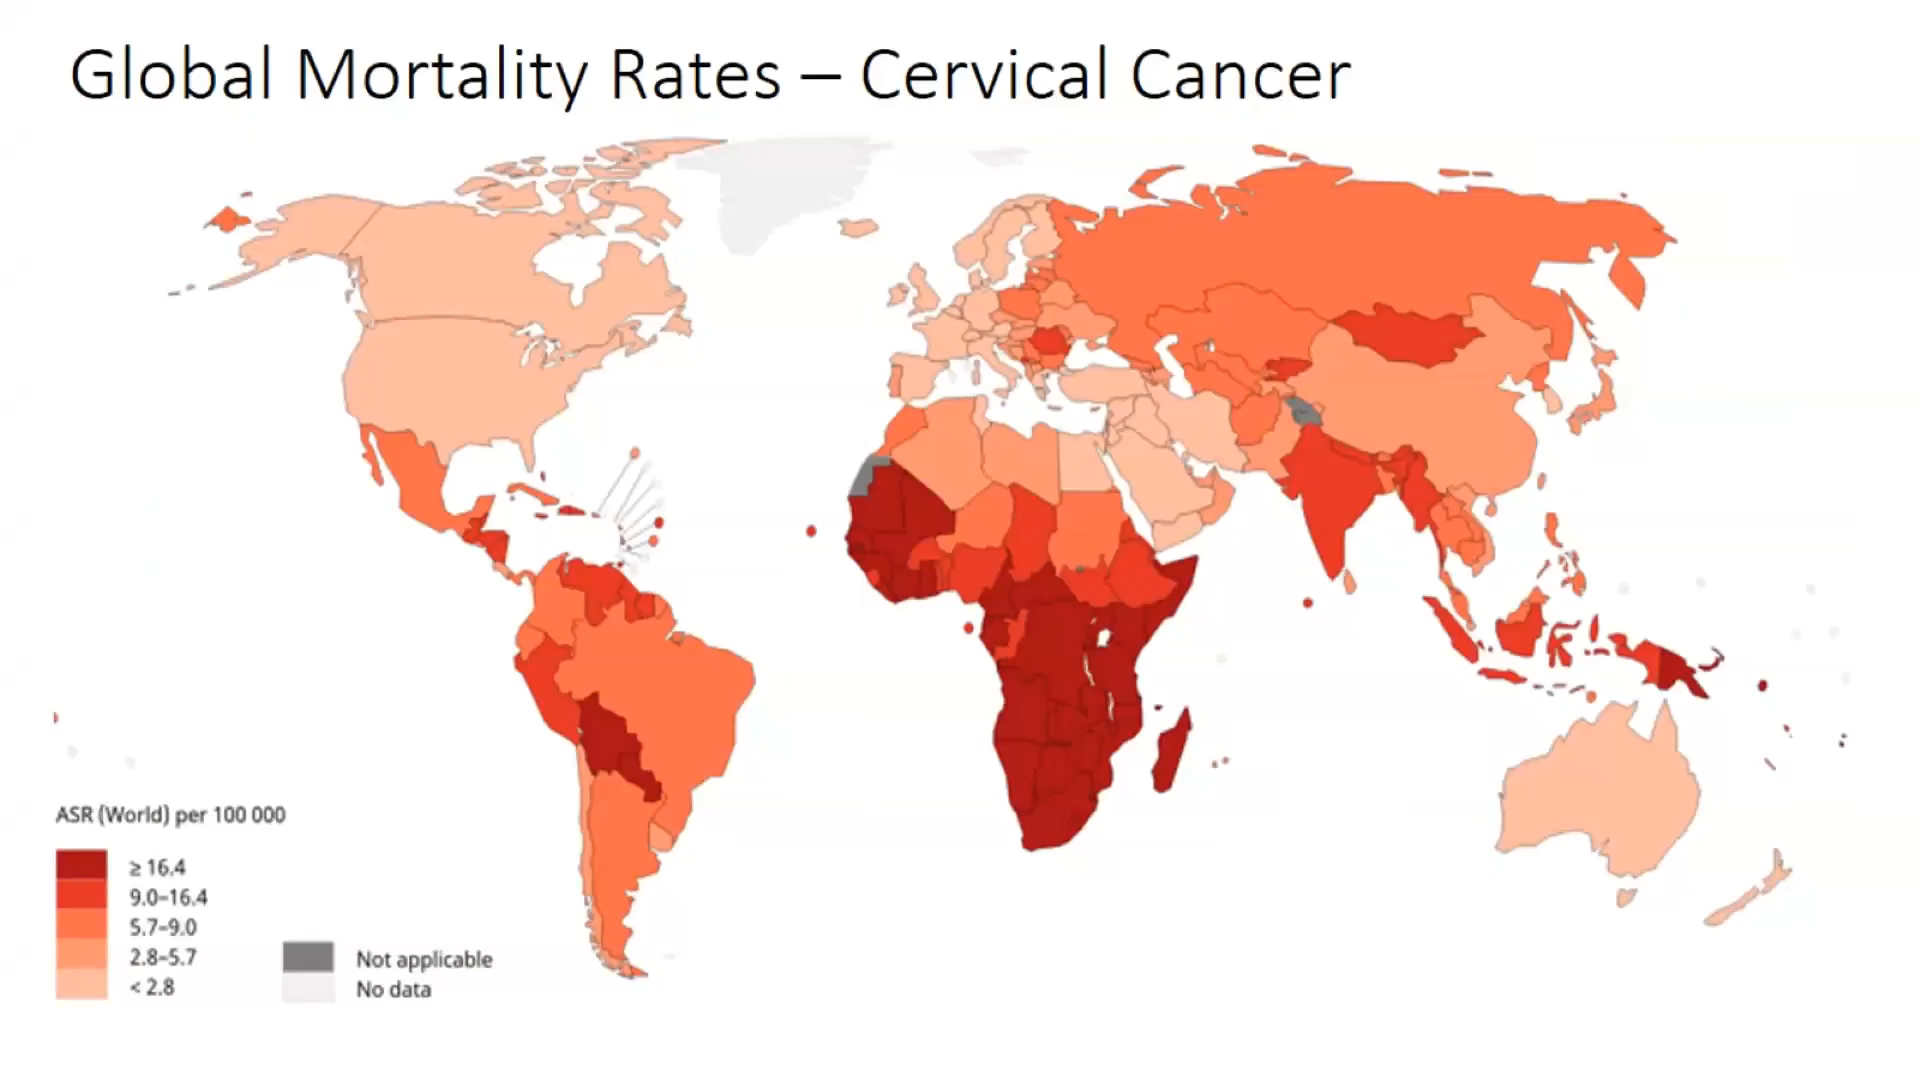 Global Mortality Rates – Cervical Cancer
ASR (World) per 100 000
≥ 16.4
9.0–16.4
5.7–9.0
2.8–5.7
< 2.8
Not applicable
No data